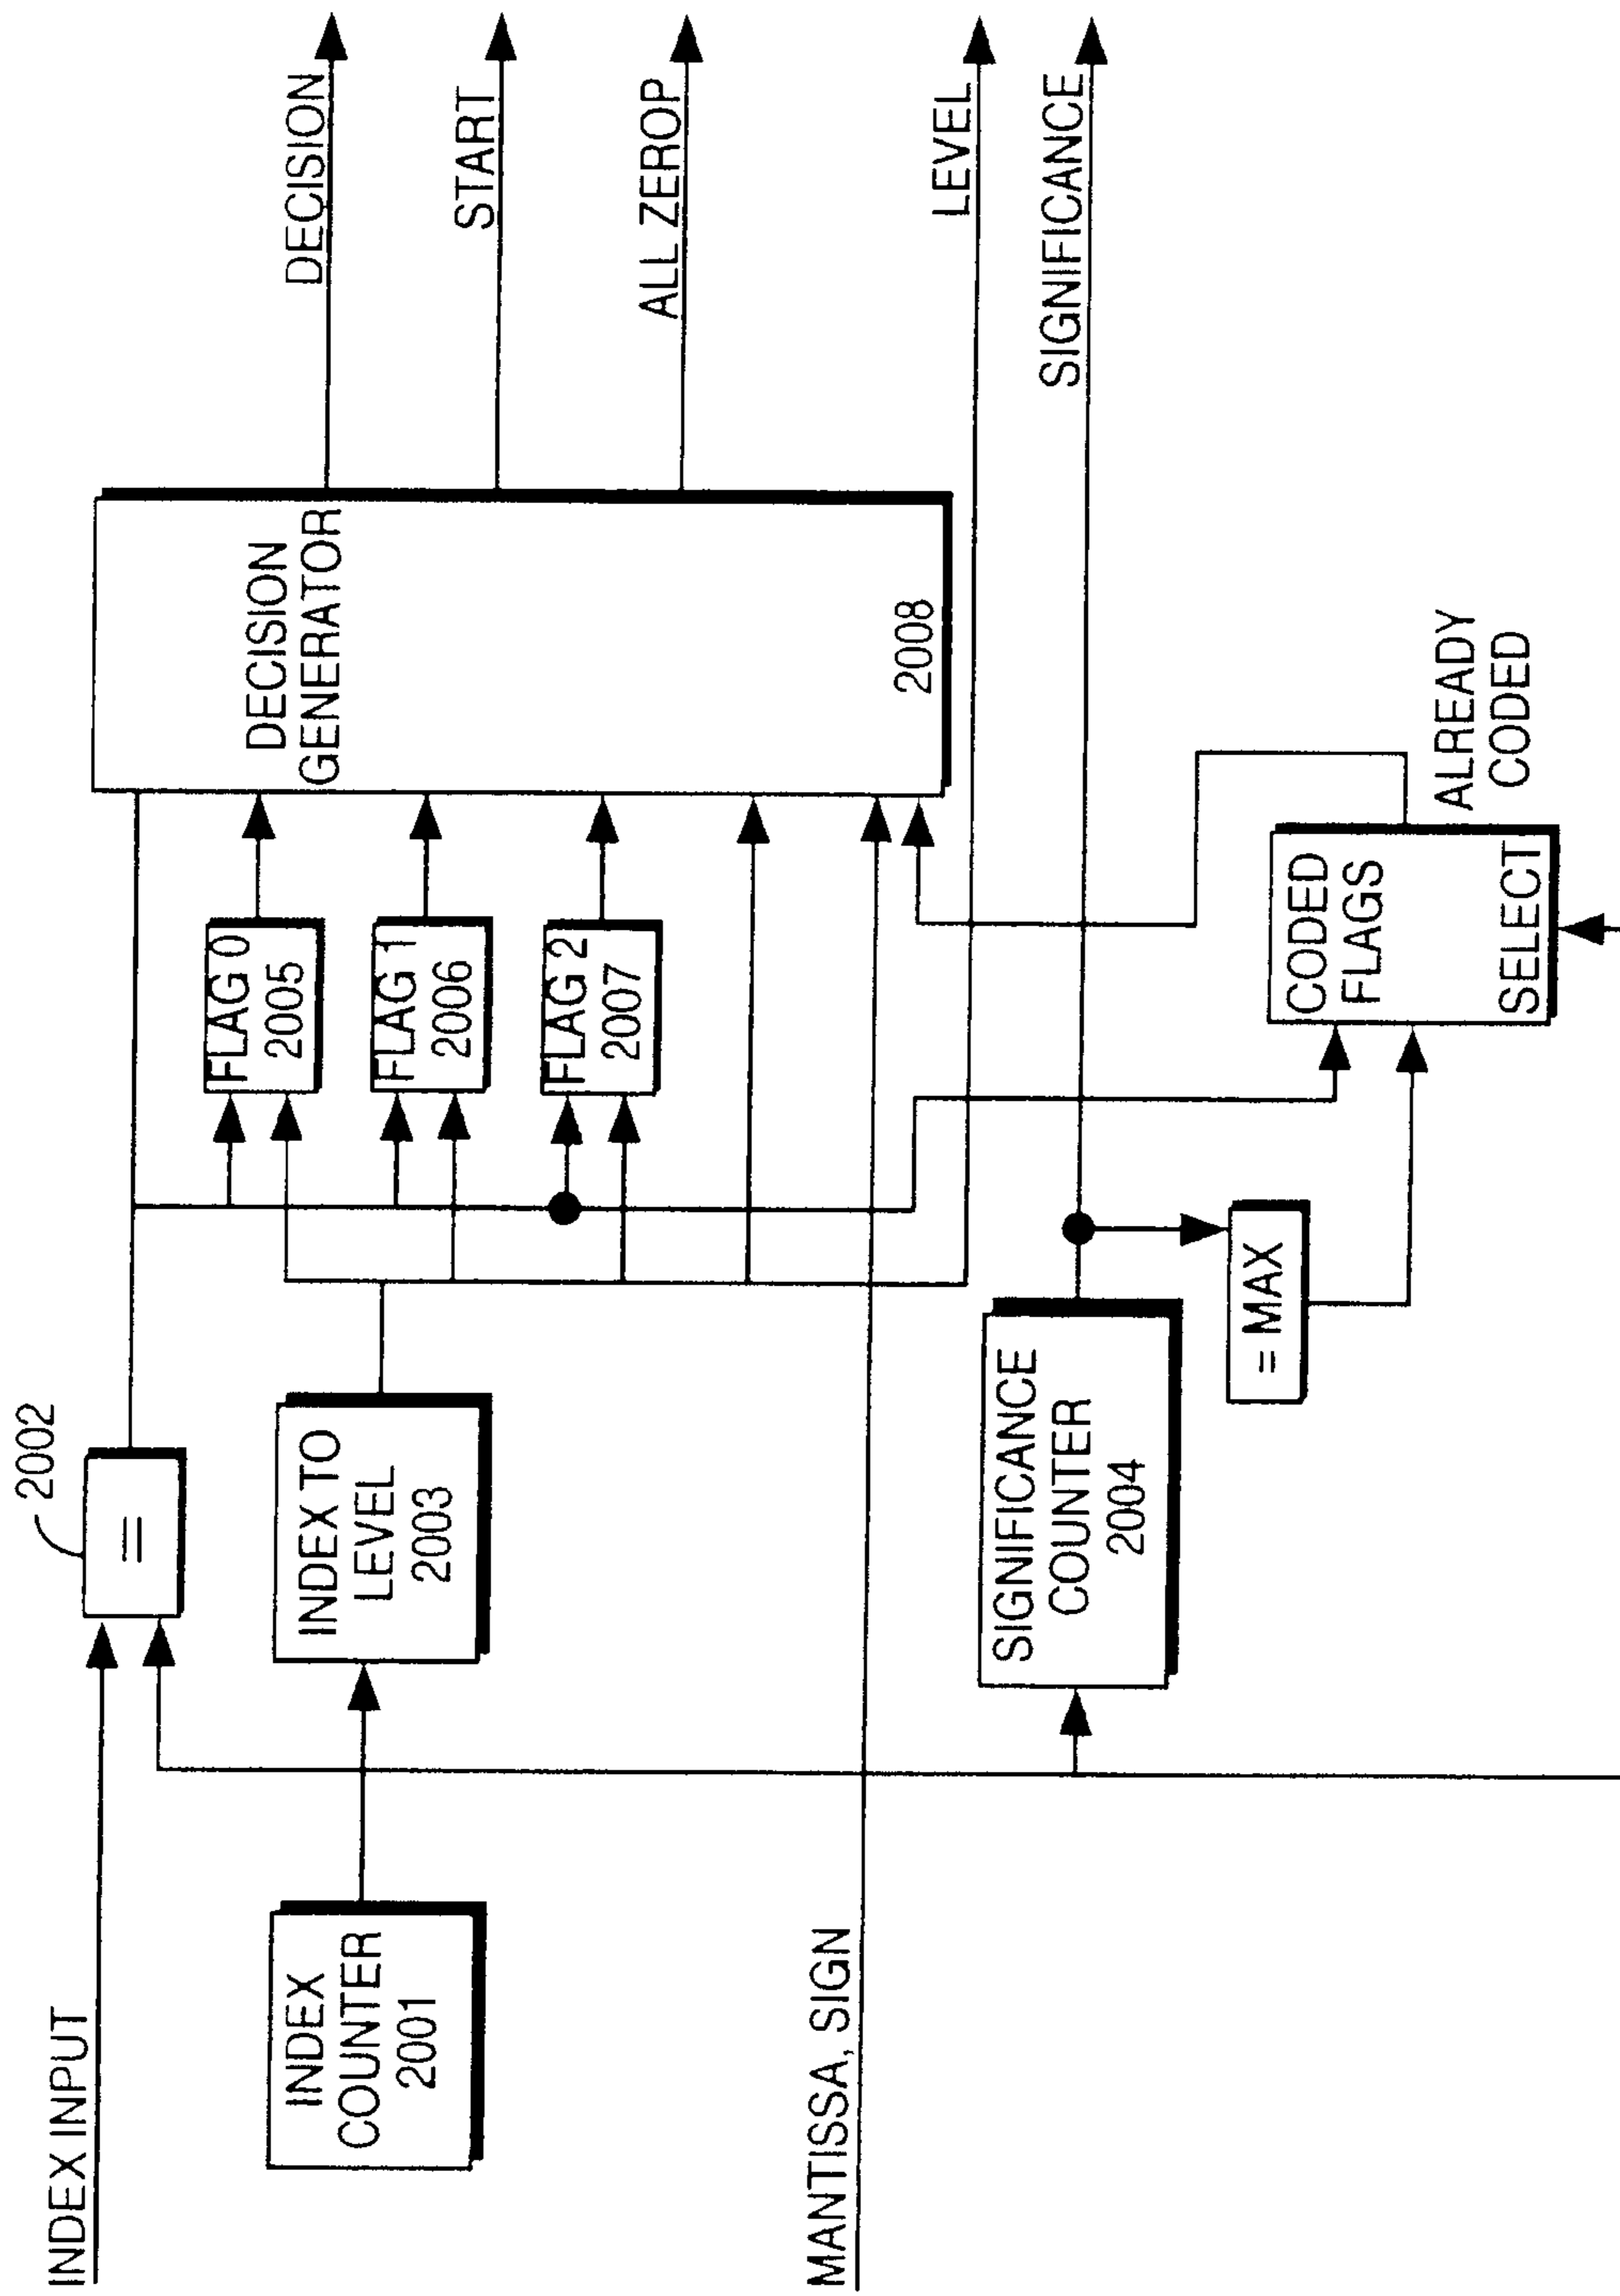 INDEX INPUT
2002
=
INDEX
COUNTER
2001
INDEX TO
LEVEL
2003
FLAG 0
2005
FLAG 1
2006
FLAG 2
2007
DECISION
GENERATOR
2008
DECISION
START
ALL ZEROP
LEVEL
SIGNIFICANCE
MANTISSA, SIGN
SIGNIFICANCE
COUNTER
2004
= MAX
CODED
FLAGS
SELECT
ALREADY
CODED